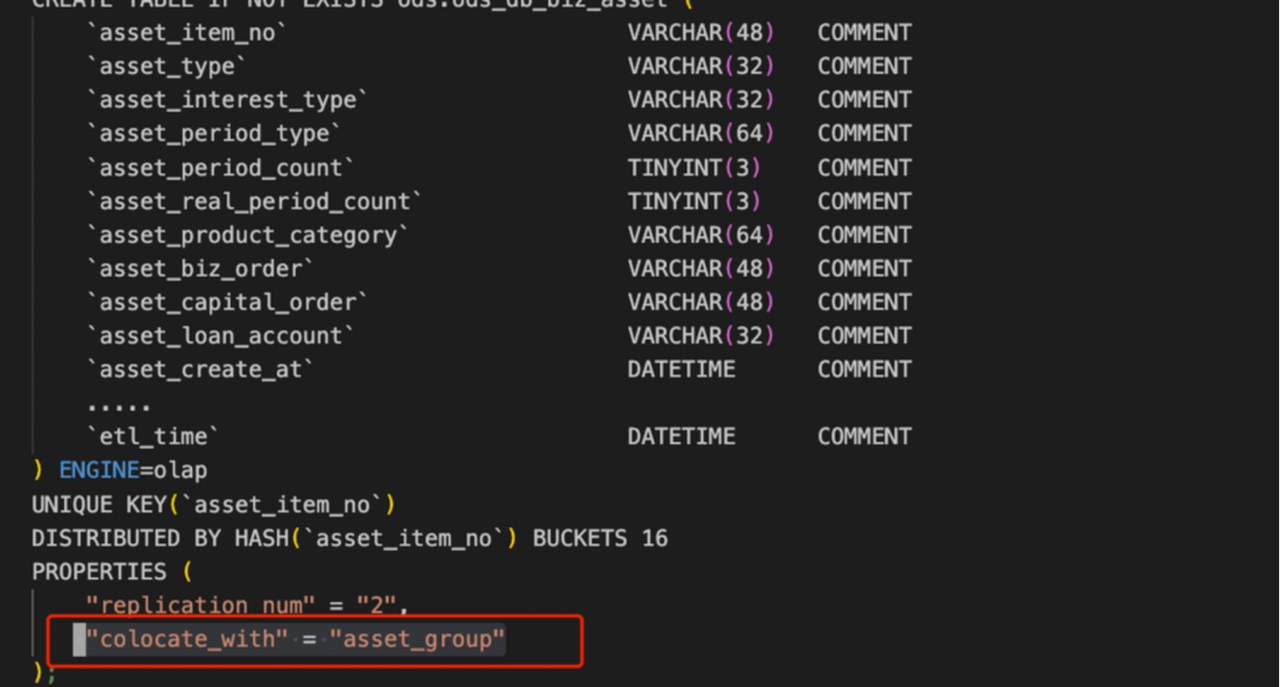 CREATE TABLE IF NOT EXISTS ods.ods_db_biz_asset (
`asset_item_no` VARCHAR(48) COMMENT
`asset_type` VARCHAR(32) COMMENT
`asset_interest_type` VARCHAR(32) COMMENT
`asset_period_type` VARCHAR(64) COMMENT
`asset_period_count` TINYINT(3) COMMENT
`asset_real_period_count` TINYINT(3) COMMENT
`asset_product_category` VARCHAR(64) COMMENT
`asset_biz_order` VARCHAR(48) COMMENT
`asset_capital_order` VARCHAR(48) COMMENT
`asset_loan_account` VARCHAR(32) COMMENT
`asset_create_at` DATETIME COMMENT
.....
`etl_time` DATETIME COMMENT
) ENGINE=olap
UNIQUE KEY(`asset_item_no`)
DISTRIBUTED BY HASH(`asset_item_no`) BUCKETS 16
PROPERTIES (
"replication_num" = "2",
"colocate_with" = "asset_group"
);